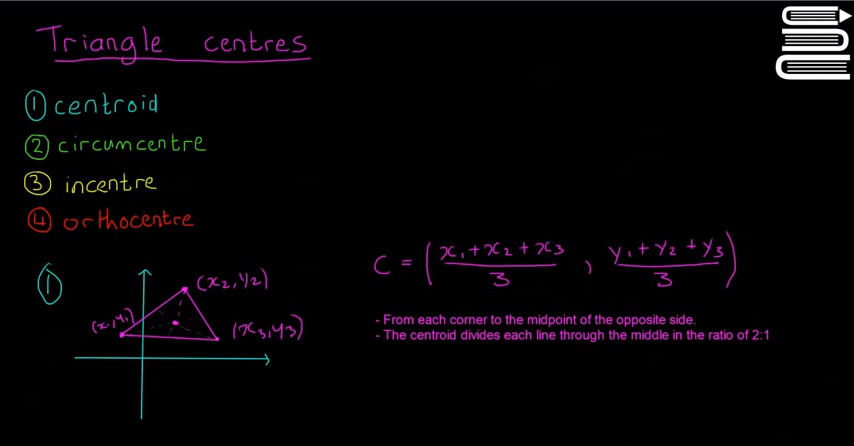 Triangle centres
① centroid
② circumcentre
③ incentre
④ orthocentre
①
(x₂, y₂)
(x₁, y₁)
(x₃, y₃)
C = ( x₁ + x₂ + x₃ / 3 , y₁ + y₂ + y₃ / 3 )
- From each corner to the midpoint of the opposite side.
- The centroid divides each line through the middle in the ratio of 2:1